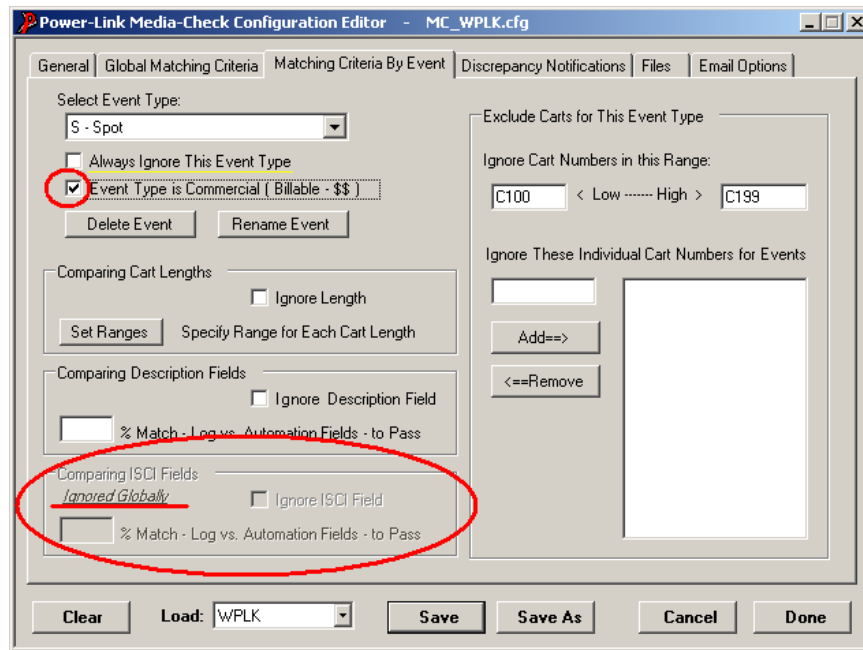 Power-Link Media-Check Configuration Editor - MC_WPLK.cfg
General
Global Matching Criteria
Matching Criteria By Event
Discrepancy Notifications
Files
Email Options
Select Event Type:
S - Spot
Always Ignore This Event Type
Event Type is Commercial ( Billable - $$ )
Delete Event
Rename Event
Comparing Cart Lengths
Ignore Length
Set Ranges
Specify Range for Each Cart Length
Comparing Description Fields
Ignore Description Field
% Match - Log vs. Automation Fields - to Pass
Comparing ISCI Fields
Ignored Globally
Ignore ISCI Field
% Match - Log vs. Automation Fields - to Pass
Exclude Carts for This Event Type
Ignore Cart Numbers in this Range:
C100
< Low ------- High >
C199
Ignore These Individual Cart Numbers for Events
Add==>
<==Remove
Clear
Load:
WPLK
Save
Save As
Cancel
Done